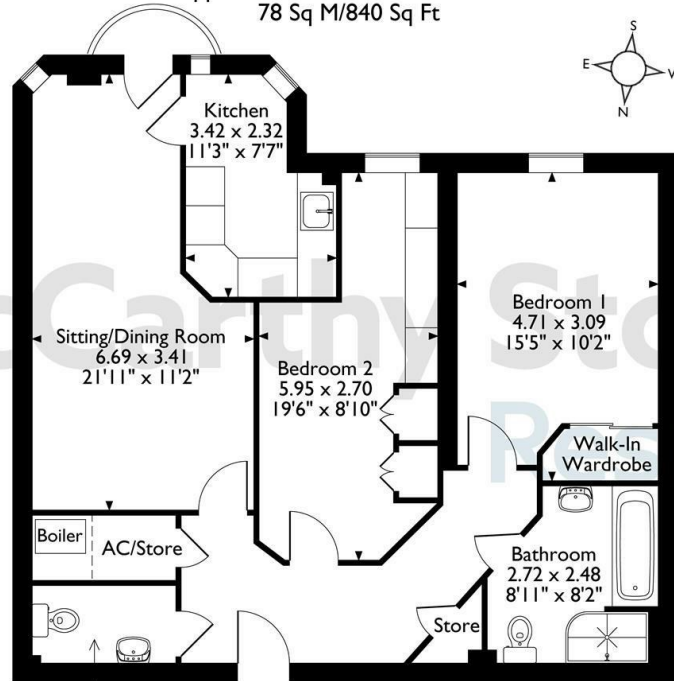 78 Sq M/840 Sq Ft
S
E
W
N
Kitchen
3.42 x 2.32
11'3" x 7'7"
Sitting/Dining Room
6.69 x 3.41
21'11" x 11'2"
Bedroom 2
5.95 x 2.70
19'6" x 8'10"
Bedroom 1
4.71 x 3.09
15'5" x 10'2"
Walk-In
Wardrobe
Boiler
AC/Store
Bathroom
2.72 x 2.48
8'11" x 8'2"
Store
cCarthy Sto
Res